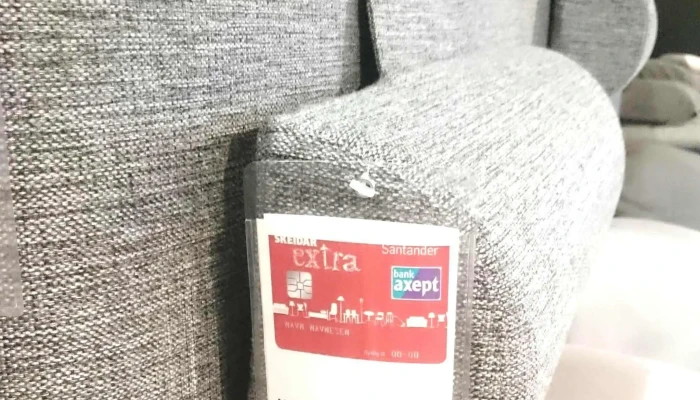 SKEIDAR
extra
Santander
bank
axept
NAVN NAVNESEN
00-00